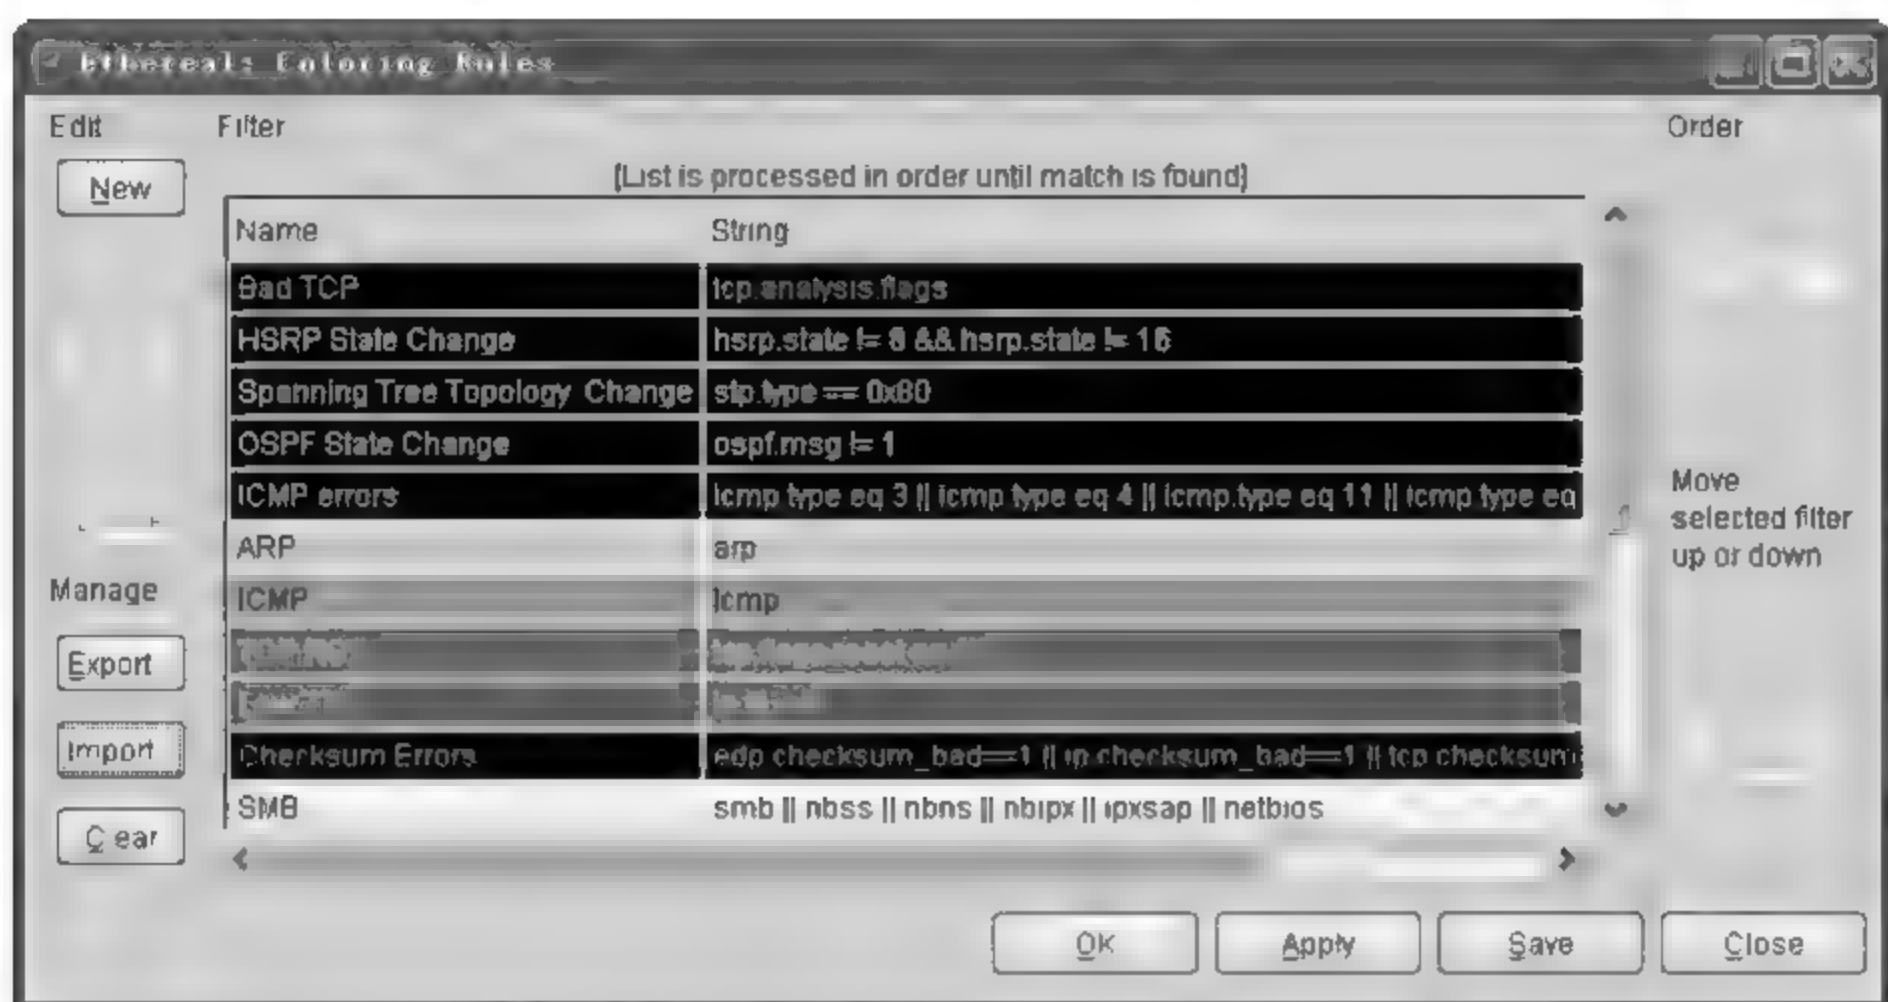 Ethereal: Coloring Rules
Edit Filter Order
[List is processed in order until match is found]
New
Name String
Bad TCP tcp.analysis.flags
HSRP State Change hsrp.state != 8 && hsrp.state != 16
Spanning Tree Topology Change stp.type == 0x80
OSPF State Change ospf.msg != 1
ICMP errors icmp.type eq 3 || icmp.type eq 4 || icmp.type eq 11 || icmp.type eq
ARP arp
ICMP icmp
Checksum Errors edp.checksum_bad==1 || ip.checksum_bad==1 || tcp.checksum
SMB smb || nbss || nbns || nbipx || ipxsap || netbios
Move
selected filter
up or down
Manage
Export
Import
Clear
OK Apply Save Close